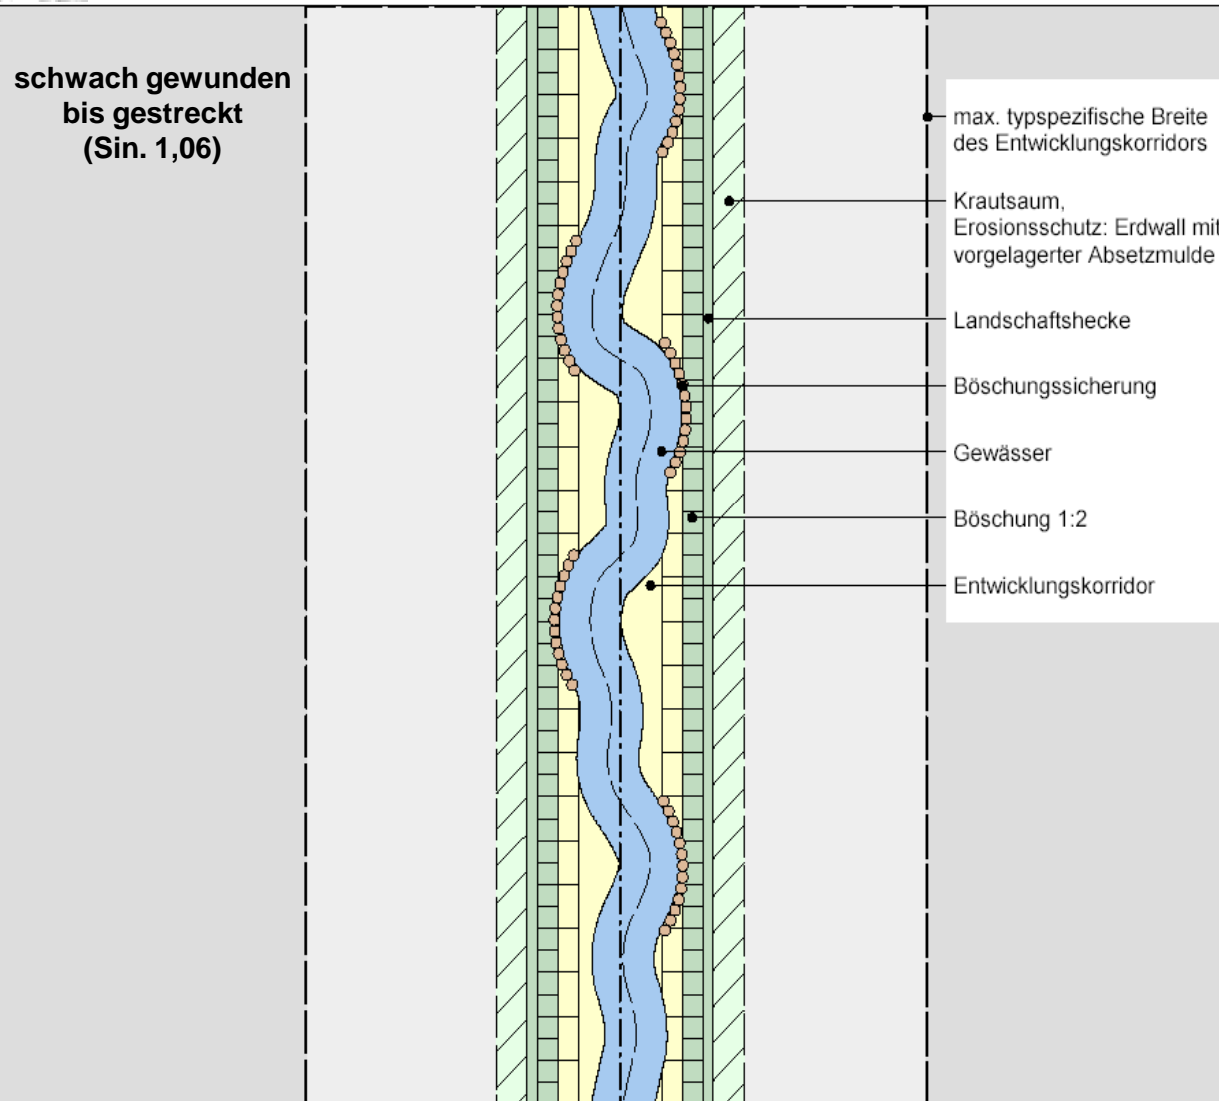 schwach gewunden
bis gestreckt
(Sin. 1,06)
max. typspezifische Breite
des Entwicklungskorridors
Krautsaum,
Erosionsschutz: Erdwall mit
vorgelagerter Absetzmulde
Landschaftshecke
Böschungssicherung
Gewässer
Böschung 1:2
Entwicklungskorridor